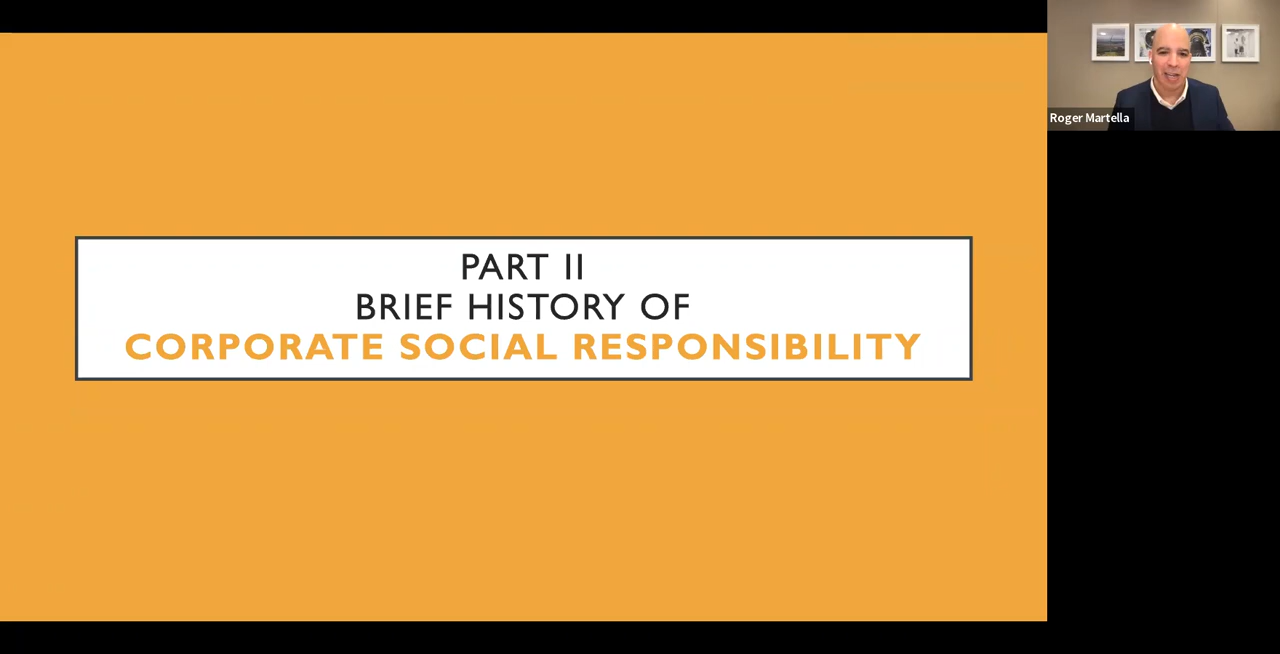 PART II
BRIEF HISTORY OF
CORPORATE SOCIAL RESPONSIBILITY
Roger Martella